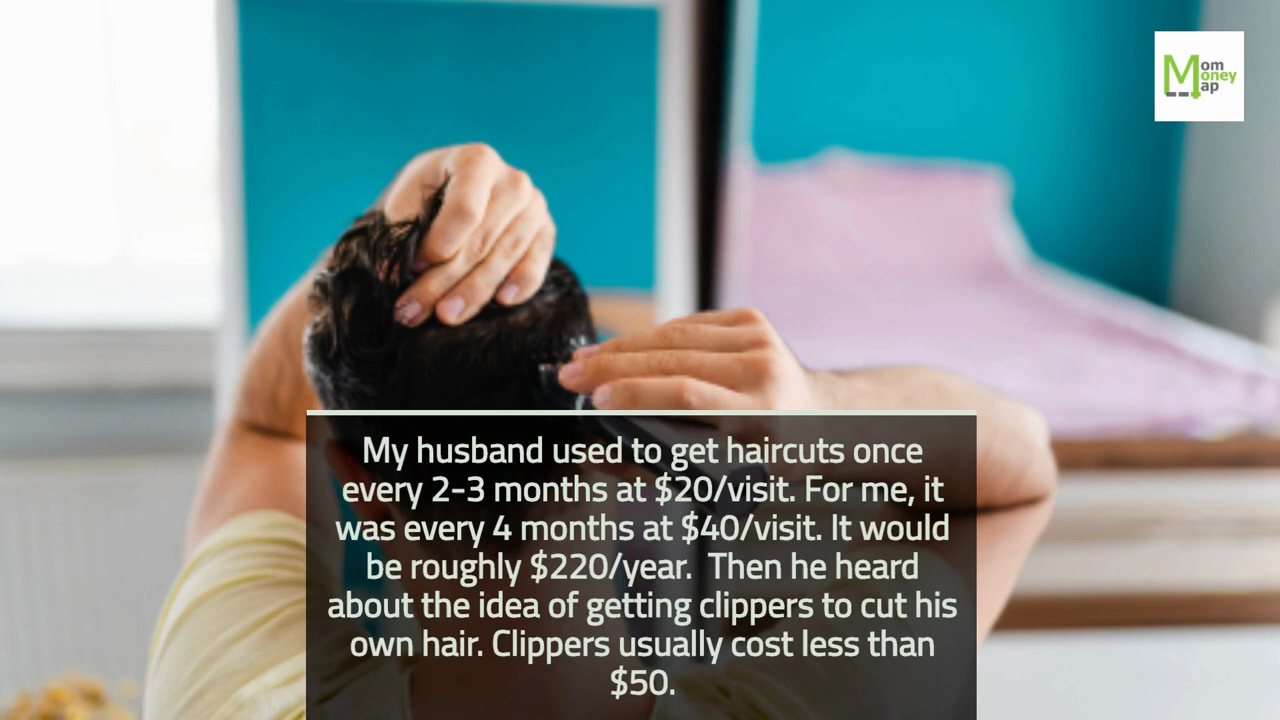 Mom
Money
Map
My husband used to get haircuts once
every 2-3 months at $20/visit. For me, it
was every 4 months at $40/visit. It would
be roughly $220/year.  Then he heard
about the idea of getting clippers to cut his
own hair. Clippers usually cost less than
$50.